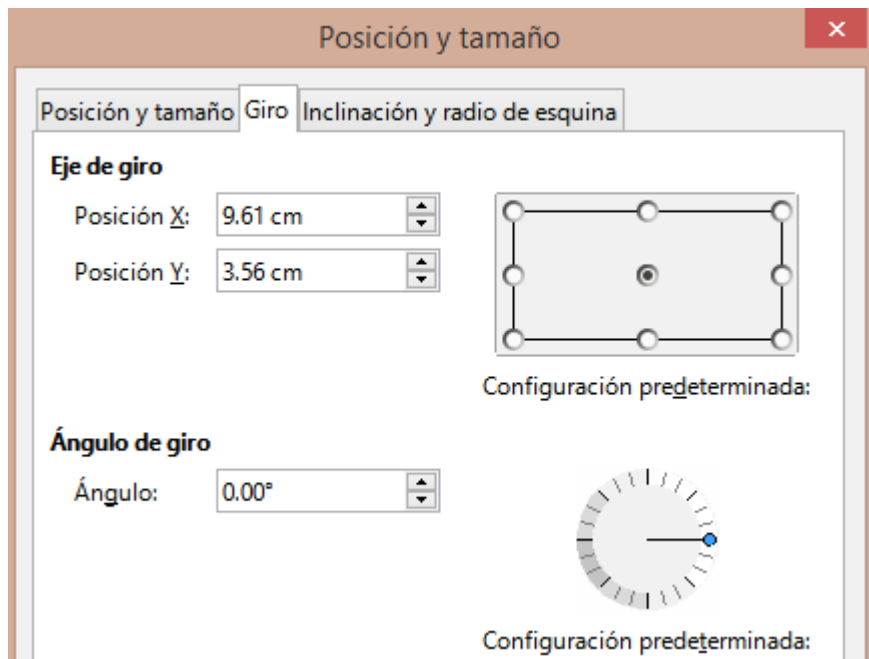 Posición y tamaño
Posición y tamaño Giro Inclinación y radio de esquina
Eje de giro
Posición X: 9.61 cm
Posición Y: 3.56 cm
Configuración predeterminada:
Ángulo de giro
Ángulo: 0.00°
Configuración predeterminada: